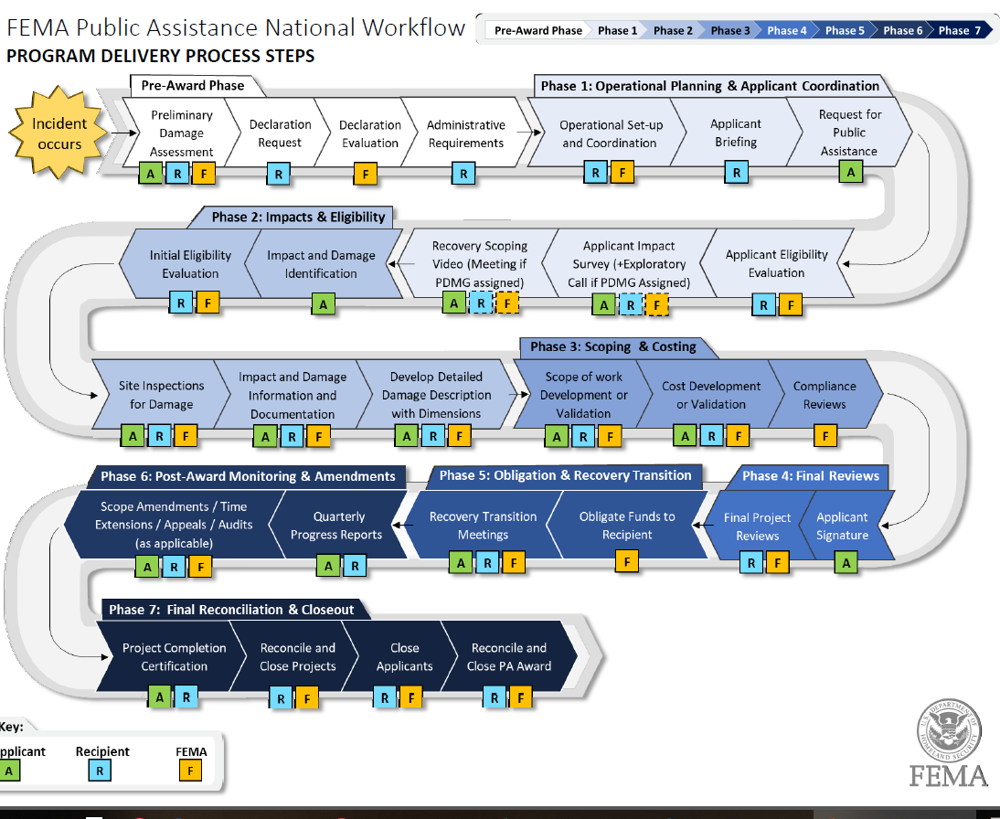 FEMA Public Assistance National Workflow
Pre-Award Phase Phase 1 Phase 2 Phase 3 Phase 4 Phase 5 Phase 6 Phase 7
PROGRAM DELIVERY PROCESS STEPS
Incident
occurs
Pre-Award Phase
Preliminary
Damage
Assessment
A R F
Declaration
Request
R
Declaration
Evaluation
F
Administrative
Requirements
R
Phase 1: Operational Planning & Applicant Coordination
Operational Set-up
and Coordination
R F
Applicant
Briefing
R
Request for
Public
Assistance
A
Applicant Eligibility
Evaluation
R F
Applicant Impact
Survey (+Exploratory
Call if PDMG Assigned)
A R F
Recovery Scoping
Video (Meeting if
PDMG assigned)
A R F
Phase 2: Impacts & Eligibility
Impact and Damage
Identification
A
Initial Eligibility
Evaluation
R F
Site Inspections
for Damage
A R F
Impact and Damage
Information and
Documentation
A R F
Develop Detailed
Damage Description
with Dimensions
A R F
Phase 3: Scoping & Costing
Scope of work
Development or
Validation
A R F
Cost Development
or Validation
A R F
Compliance
Reviews
F
Phase 4: Final Reviews
Applicant
Signature
A
Final Project
Reviews
R F
Phase 5: Obligation & Recovery Transition
Obligate Funds to
Recipient
F
Recovery Transition
Meetings
A R F
Phase 6: Post-Award Monitoring & Amendments
Quarterly
Progress Reports
A R
Scope Amendments / Time
Extensions / Appeals / Audits
(as applicable)
A R F
Phase 7: Final Reconciliation & Closeout
Project Completion
Certification
A R
Reconcile and
Close Projects
R F
Close
Applicants
R F
Reconcile and
Close PA Award
R F
Key:
pplicant Recipient FEMA
A R F
U.S. DEPARTMENT OF
HOMELAND SECURITY
FEMA